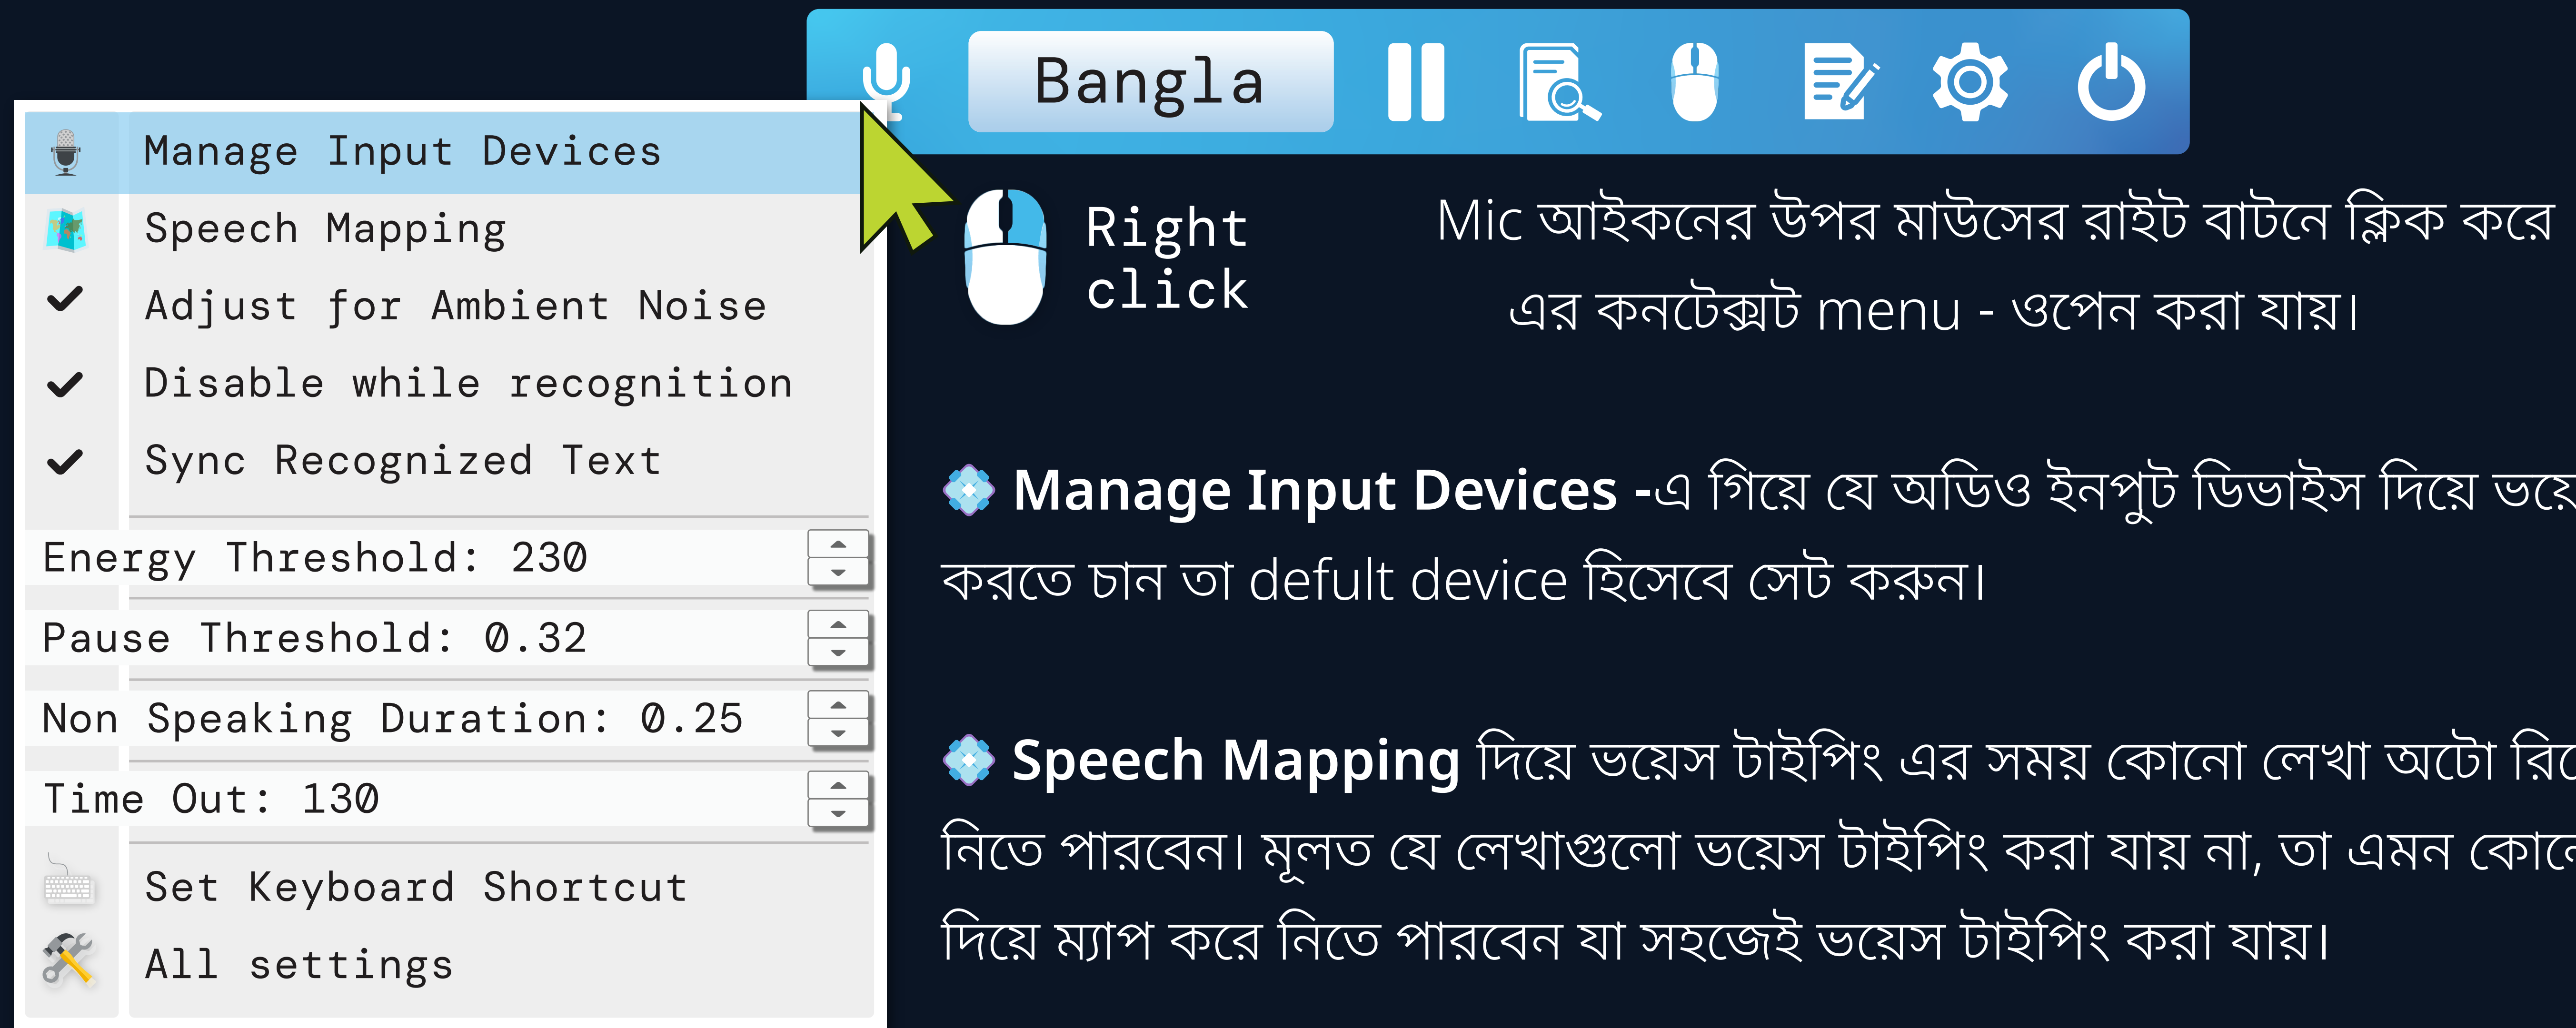 Bangla
Manage Input Devices
Speech Mapping
Adjust for Ambient Noise
Disable while recognition
Sync Recognized Text
Energy Threshold: 230
Pause Threshold: 0.32
Non Speaking Duration: 0.25
Time Out: 130
Set Keyboard Shortcut
All settings
Right
click
Mic আইকনের উপর মাউসের রাইট বাটনে ক্লিক করে
এর কনটেক্সট menu - ওপেন করা যায়।
Manage Input Devices -এ গিয়ে যে অডিও ইনপুট ডিভাইস দিয়ে
করতে চান তা defult device হিসেবে সেট করুন।
Speech Mapping দিয়ে ভয়েস টাইপিং এর সময় কোনো লেখা অটো
নিতে পারবেন। মূলত যে লেখাগুলো ভয়েস টাইপিং করা যায় না, তা এমন
দিয়ে ম্যাপ করে নিতে পারবেন যা সহজেই ভয়েস টাইপিং করা যায়।